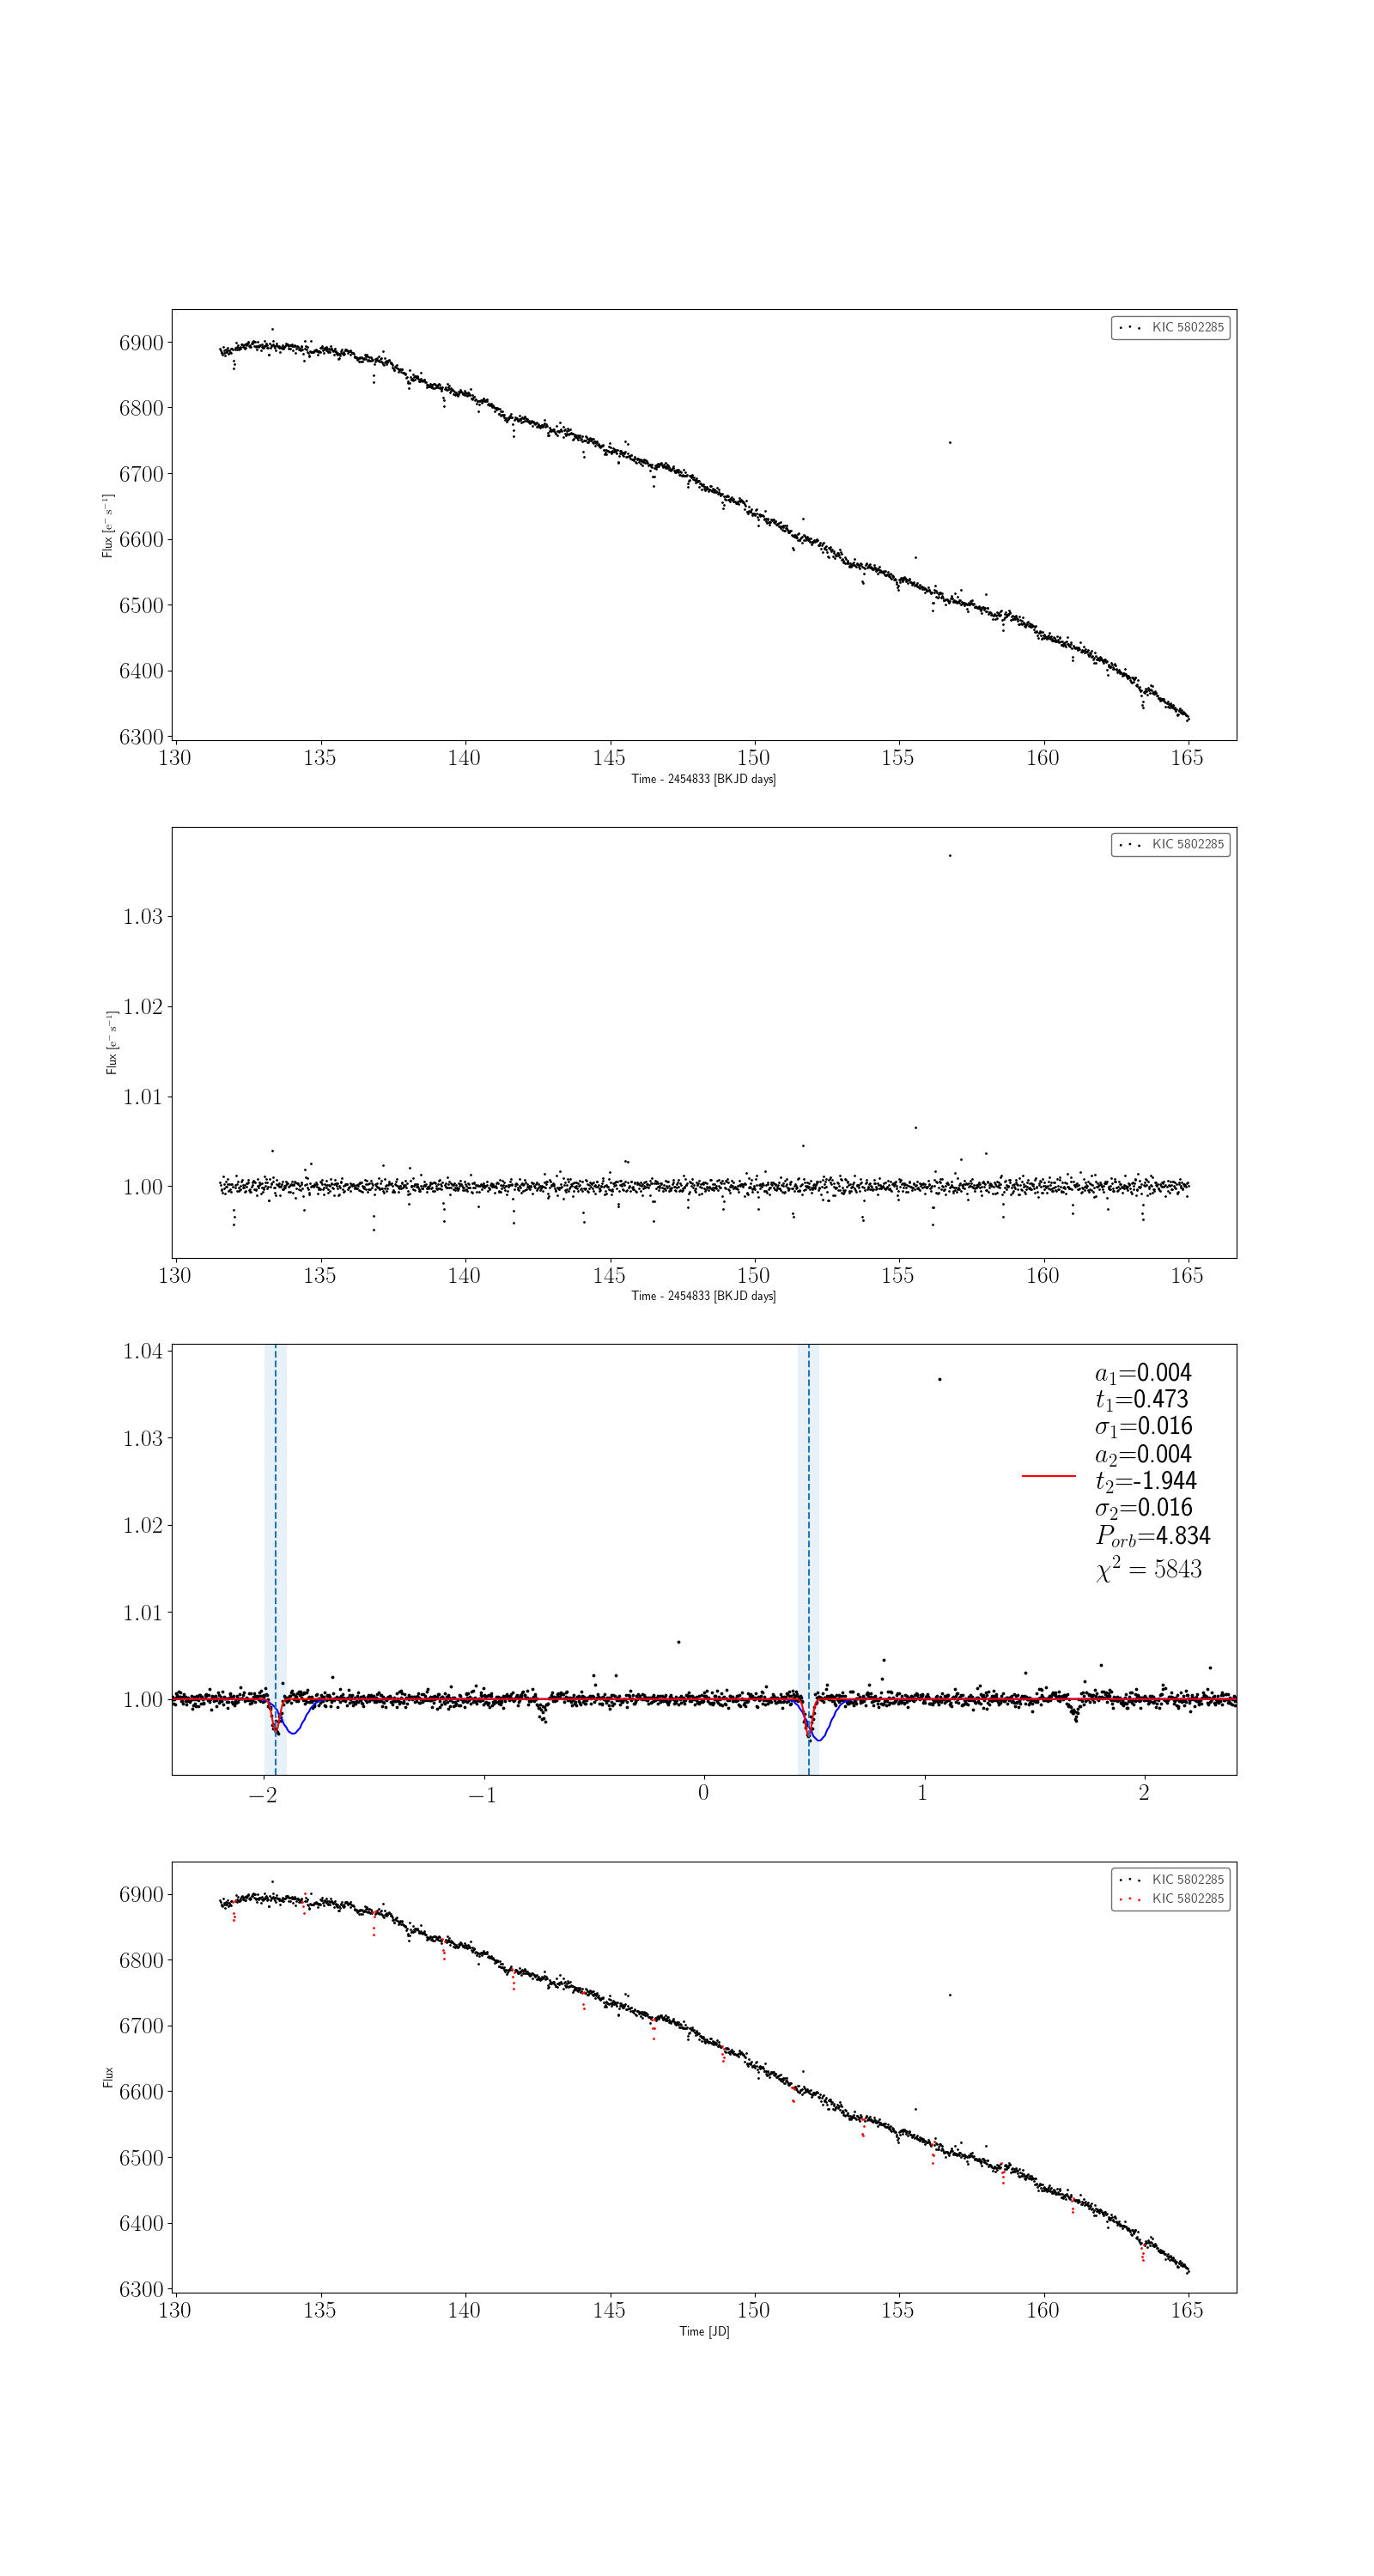 6900
6800
6700
6600
6500
6400
6300
Flux [e⁻ s⁻¹]
KIC 5802285
130 135 140 145 150 155 160 165
Time - 2454833 [BKJD days]
1.03
1.02
1.01
1.00
Flux [e⁻ s⁻¹]
KIC 5802285
130 135 140 145 150 155 160 165
Time - 2454833 [BKJD days]
1.04
1.03
1.02
1.01
1.00
a₁=0.004
t₁=0.473
σ₁=0.016
a₂=0.004
t₂=-1.944
σ₂=0.016
P_orb=4.834
χ² = 5843
−2 −1 0 1 2
6900
6800
6700
6600
6500
6400
6300
Flux
KIC 5802285
KIC 5802285
130 135 140 145 150 155 160 165
Time [JD]